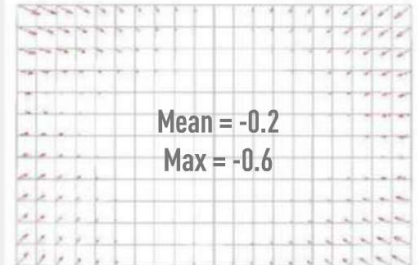 Mean = -0.2
Max = -0.6